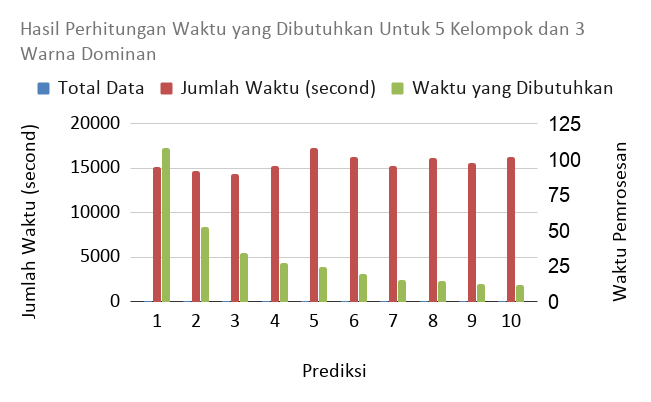 Hasil Perhitungan Waktu yang Dibutuhkan Untuk 5 Kelompok dan 3
Warna Dominan
Total Data Jumlah Waktu (second) Waktu yang Dibutuhkan
Jumlah Waktu (second)
20000
15000
10000
5000
0
125
100
75
50
25
0
Waktu Pemrosesan
1 2 3 4 5 6 7 8 9 10
Prediksi